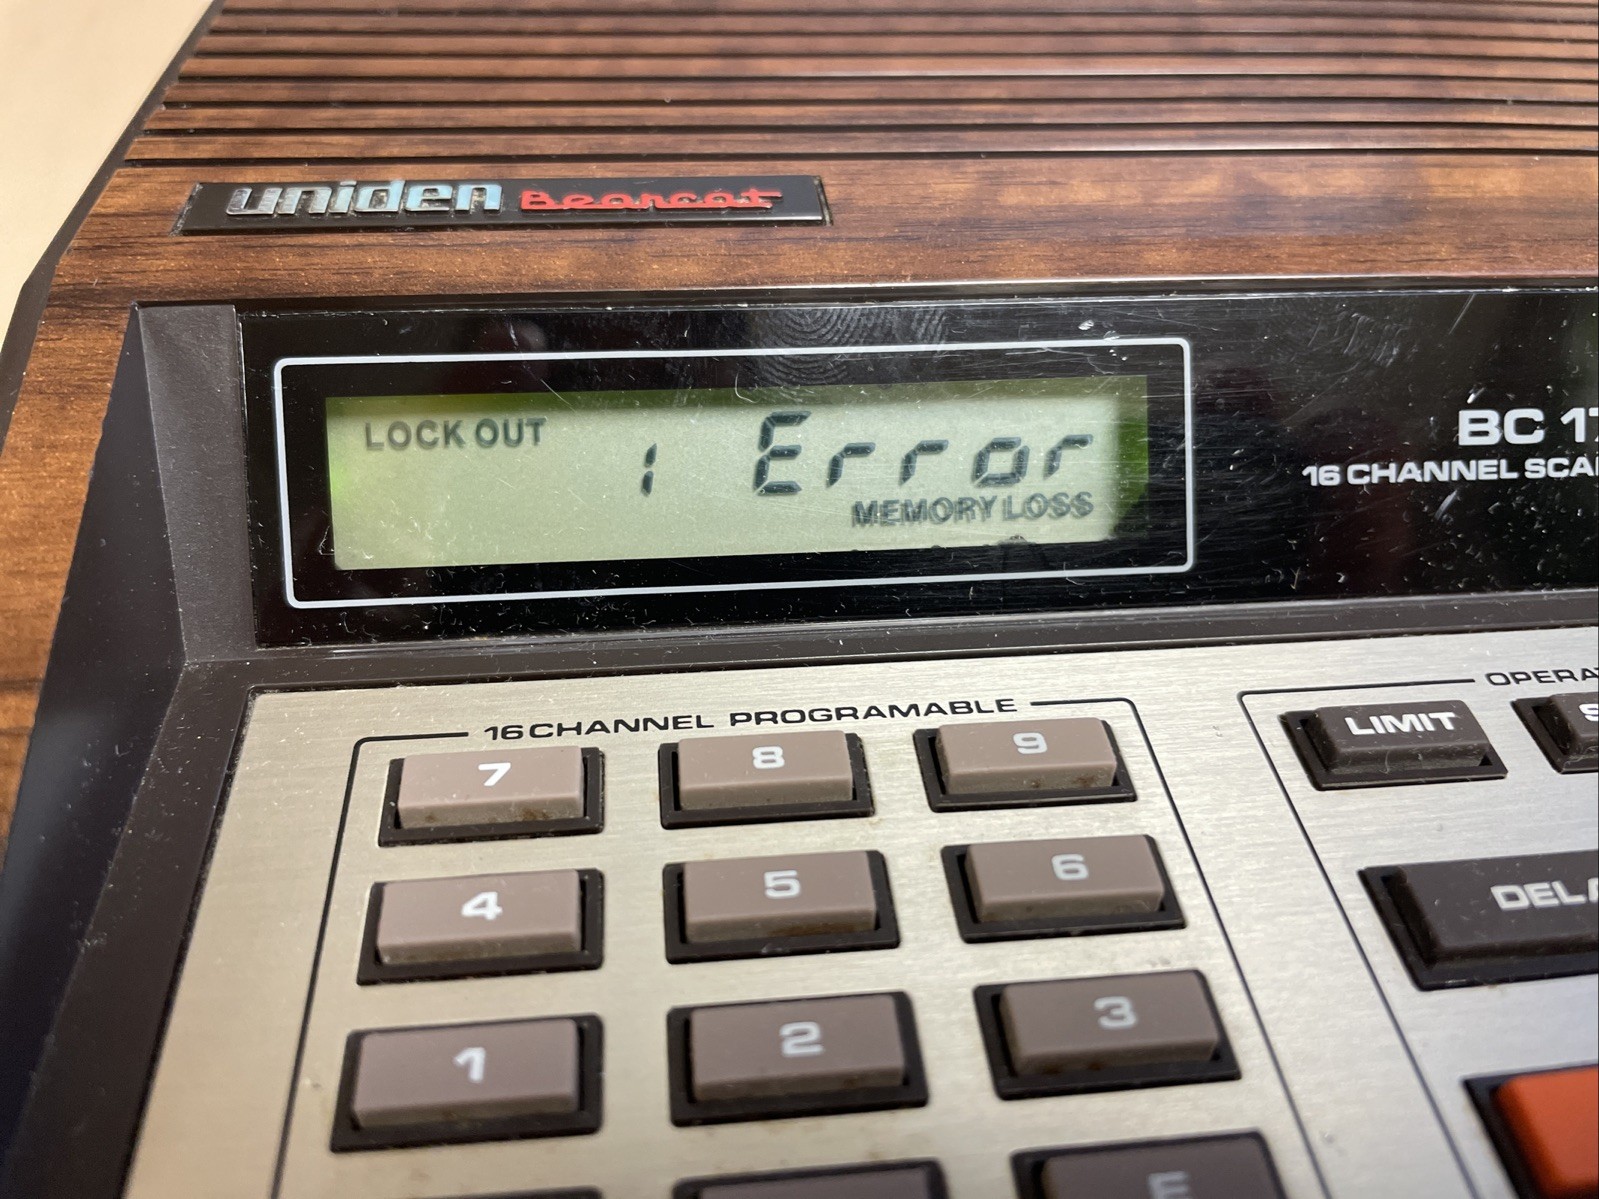 uniden Bearcat
LOCK OUT 1 Error
MEMORY LOSS
BC 17
16 CHANNEL SCA
16 CHANNEL PROGRAMABLE
OPERA
7 8 9
LIMIT
4 5 6
DELA
1 2 3
E